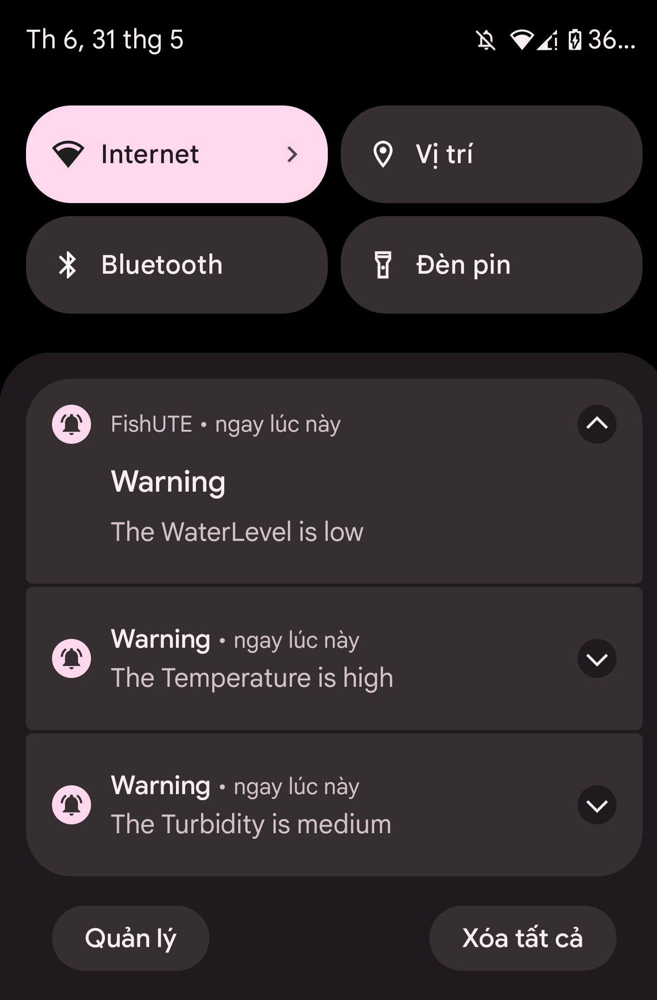 Th 6, 31 thg 5
36...
Internet
Vị trí
Bluetooth
Đèn pin
FishUTE • ngay lúc này
Warning
The WaterLevel is low
Warning • ngay lúc này
The Temperature is high
Warning • ngay lúc này
The Turbidity is medium
Quản lý
Xóa tất cả